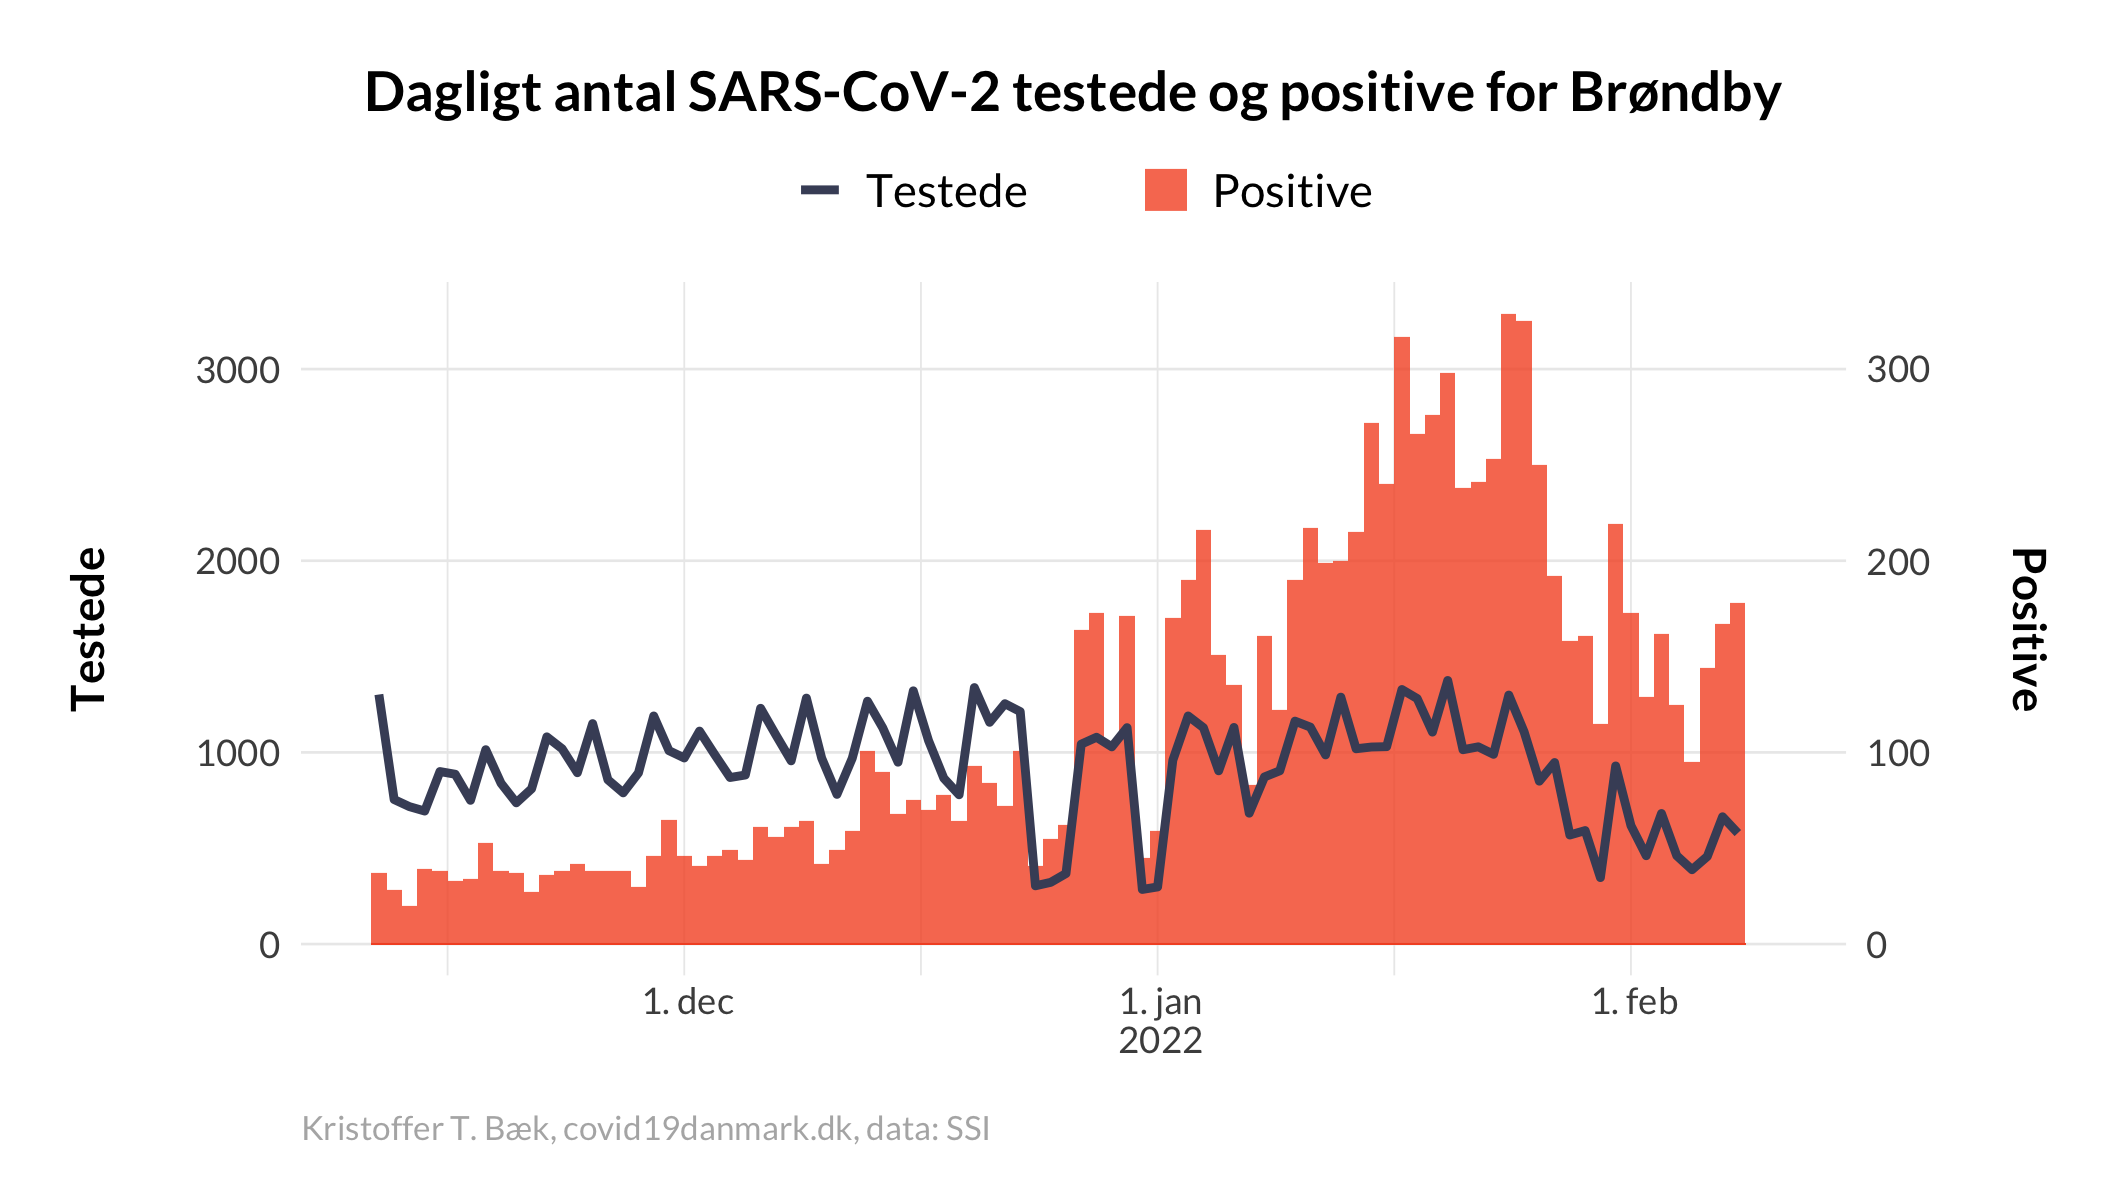 Dagligt antal SARS-CoV-2 testede og positive for Brøndby
Testede
Positive
Testede
3000
2000
1000
0
300
200
100
0
Positive
1. dec
1. jan
2022
1. feb
Kristoffer T. Bæk, covid19danmark.dk, data: SSI